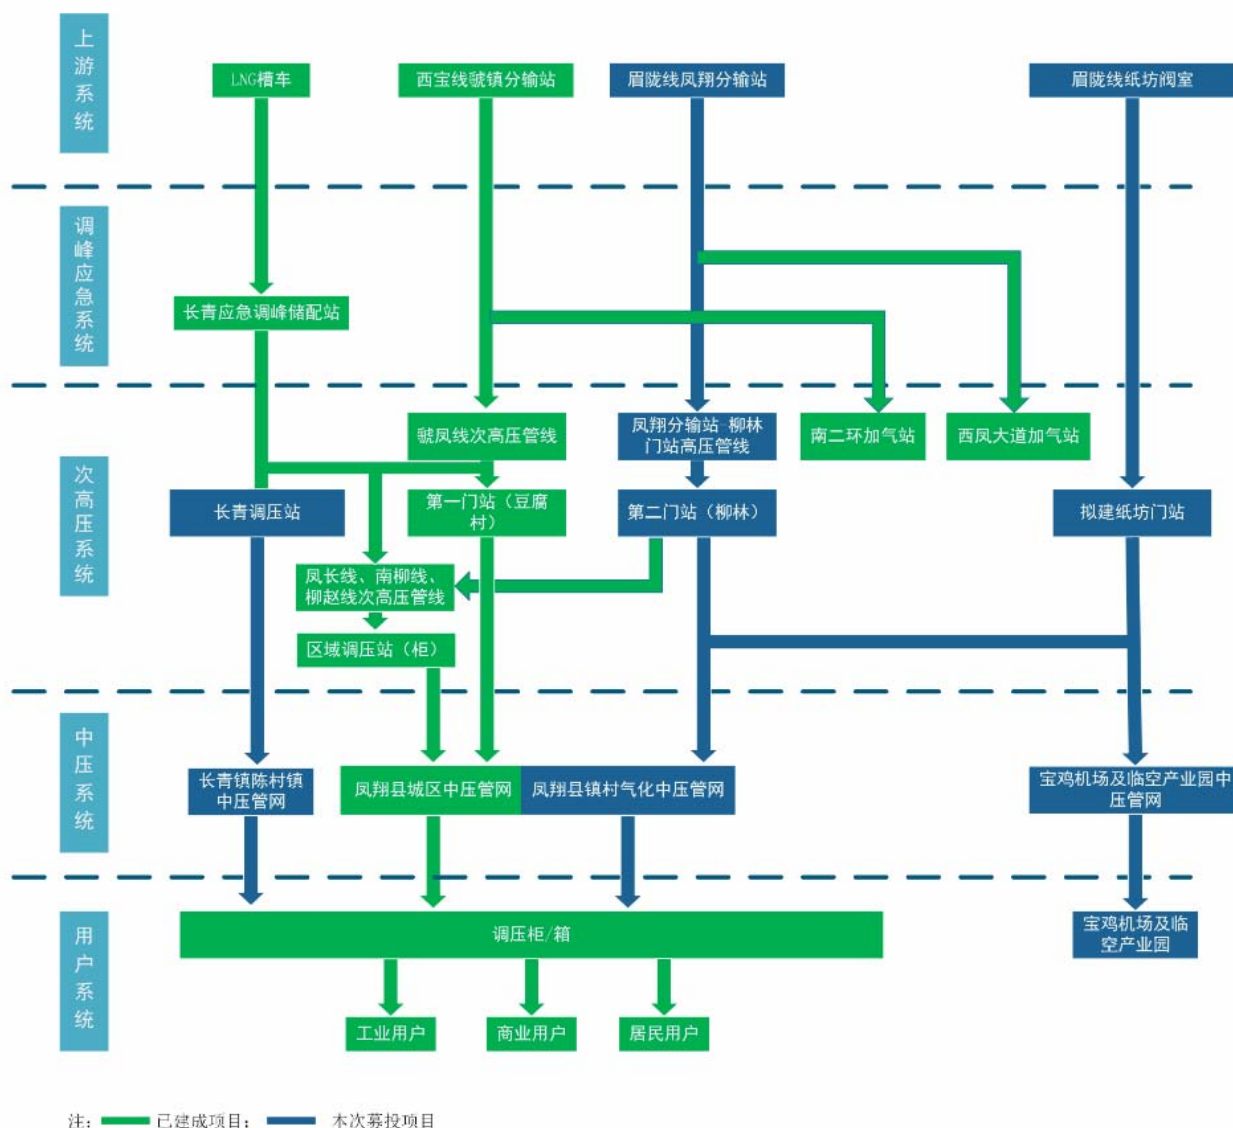 上游系统
LNG槽车
西宝线虢镇分输站
眉陇线凤翔分输站
眉陇线纸坊阀室
调峰应急系统
长青应急调峰储配站
次高压系统
虢凤线次高压管线
凤翔分输站-柳林
门站高压管线
南二环加气站
西凤大道加气站
长青调压站
第一门站（豆腐
村）
第二门站（柳林）
拟建纸坊门站
凤长线、南柳线、
柳赵线次高压管线
区域调压站（柜）
中压系统
长青镇陈村镇
中压管网
凤翔县城区中压管网
凤翔县镇村气化中压管网
宝鸡机场及临空产业园中
压管网
用户系统
调压柜/箱
宝鸡机场及临
空产业园
工业用户
商业用户
居民用户
注： 已建成项目； 本次募投项目